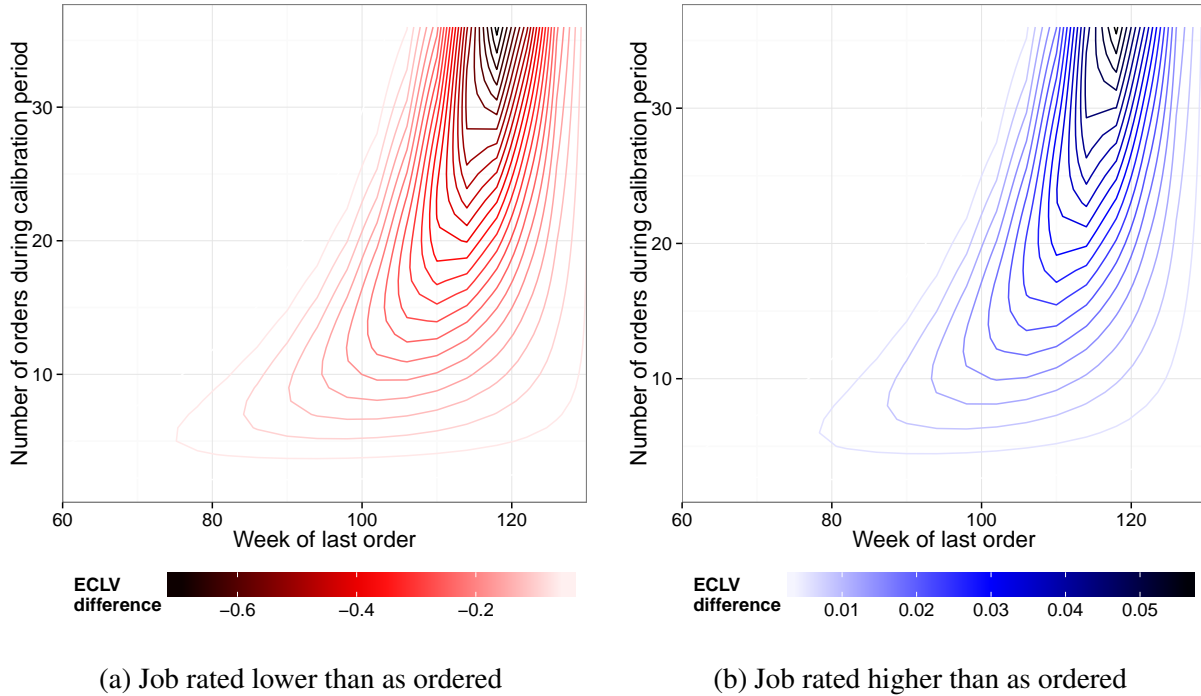 Number of orders during calibration period
30
20
10
60
80
100
120
Week of last order
ECLV
difference
−0.6
−0.4
−0.2
(a) Job rated lower than as ordered
Number of orders during calibration period
30
20
10
60
80
100
120
Week of last order
ECLV
difference
0.01
0.02
0.03
0.04
0.05
(b) Job rated higher than as ordered